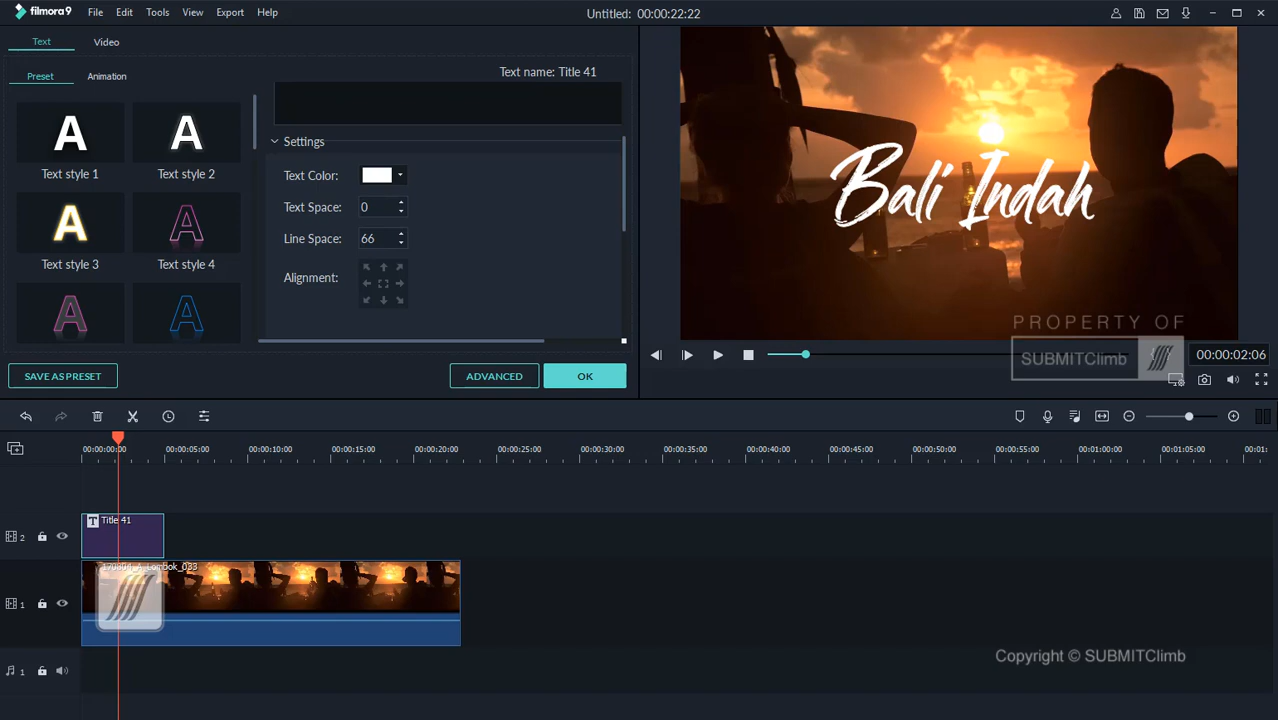 filmora9 File Edit Tools View Export Help Untitled: 00:00:22:22
Text Video
Preset Animation
Text name: Title 41
Settings
Text style 1 Text style 2
Text Color:
Text Space: 0
Line Space: 66
Text style 3 Text style 4
Alignment:
SAVE AS PRESET ADVANCED OK
Bali Indah
PROPERTY OF
SUBMITClimb
00:00:02:06
00:00:00:00 00:00:05:00 00:00:10:00 00:00:15:00 00:00:20:00 00:00:25:00 00:00:30:00 00:00:35:00 00:00:40:00 00:00:45:00 00:00:50:00 00:00:55:00 00:01:00:00 00:01:05:00 00:01:
2 T Title 41
170804_A_Lombok_033
1
Copyright © SUBMITClimb
1